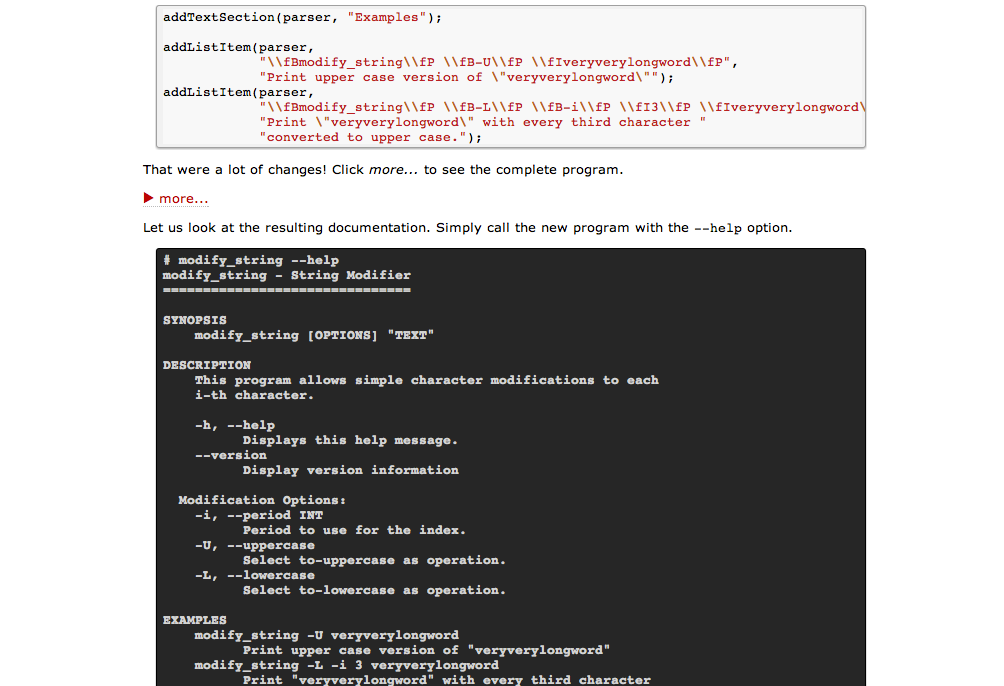 addTextSection(parser, "Examples");
addListItem(parser,
"\\fBmodify_string\\fP \\fB-U\\fP \\fIveryverylongword\\fP",
"Print upper case version of \"veryverylongword\"");
addListItem(parser,
"\\fBmodify_string\\fP \\fB-L\\fP \\fB-i\\fP \\fI3\\fP \\fIveryverylongword\
"Print \"veryverylongword\" with every third character "
"converted to upper case.");
That were a lot of changes! Click more... to see the complete program.
more...
Let us look at the resulting documentation. Simply call the new program with the --help option.
# modify_string --help
modify_string - String Modifier
===============================
SYNOPSIS
modify_string [OPTIONS] "TEXT"
DESCRIPTION
This program allows simple character modifications to each
i-th character.
-h, --help
Displays this help message.
--version
Display version information
Modification Options:
-i, --period INT
Period to use for the index.
-U, --uppercase
Select to-uppercase as operation.
-L, --lowercase
Select to-lowercase as operation.
EXAMPLES
modify_string -U veryverylongword
Print upper case version of "veryverylongword"
modify_string -L -i 3 veryverylongword
Print "veryverylongword" with every third character